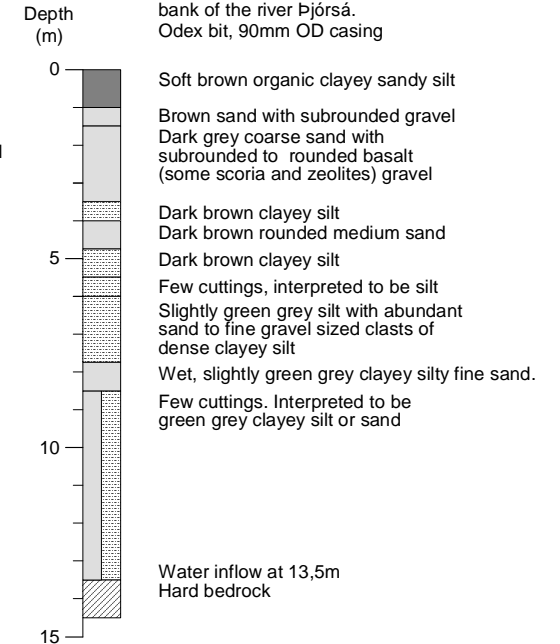 Depth
(m)
bank of the river Þjórsá.
Odex bit, 90mm OD casing
0
Soft brown organic clayey sandy silt
Brown sand with subrounded gravel
Dark grey coarse sand with
subrounded to rounded basalt
(some scoria and zeolites) gravel
Dark brown clayey silt
Dark brown rounded medium sand
5
Dark brown clayey silt
Few cuttings, interpreted to be silt
Slightly green grey silt with abundant
sand to fine gravel sized clasts of
dense clayey silt
Wet, slightly green grey clayey silty fine sand.
Few cuttings. Interpreted to be
green grey clayey silt or sand
10
Water inflow at 13,5m
Hard bedrock
15